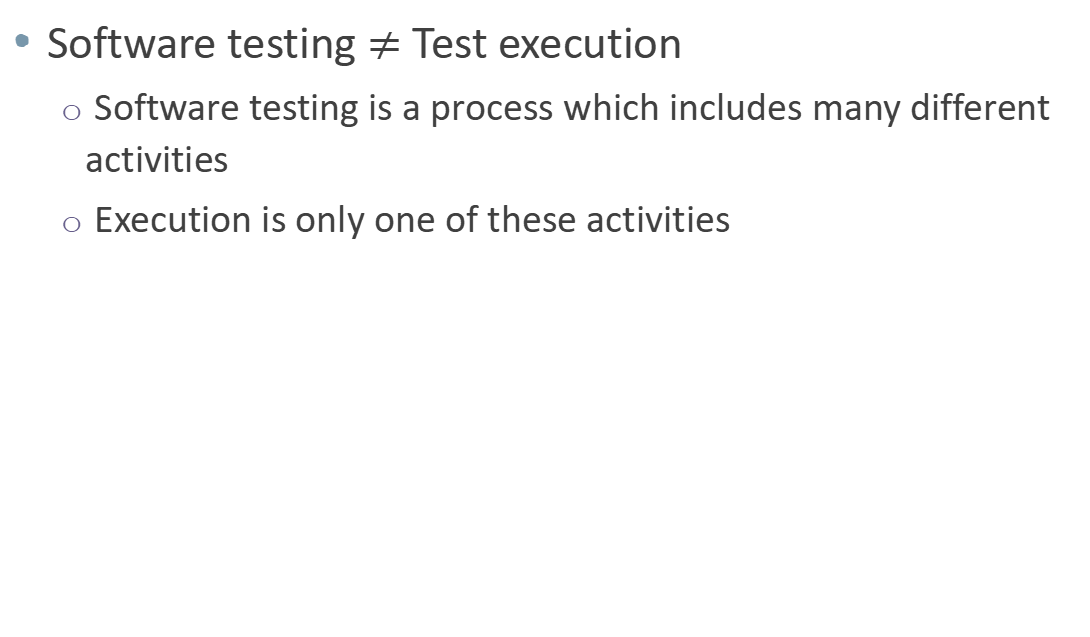 • Software testing ≠ Test execution
o Software testing is a process which includes many different
activities
o Execution is only one of these activities